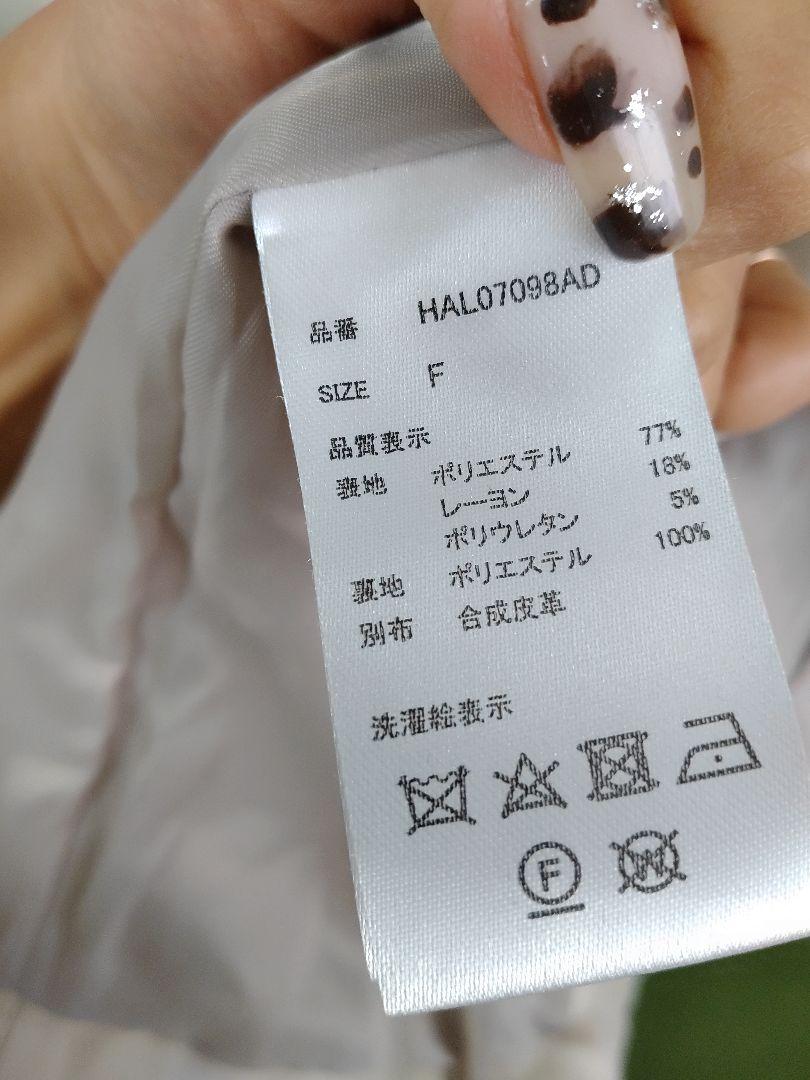 品番 HAL07098AD
SIZE F
品質表示
表地 ポリエステル 77%
レーヨン 18%
ポリウレタン 5%
裏地 ポリエステル 100%
別布 合成皮革
洗濯絵表示
F W